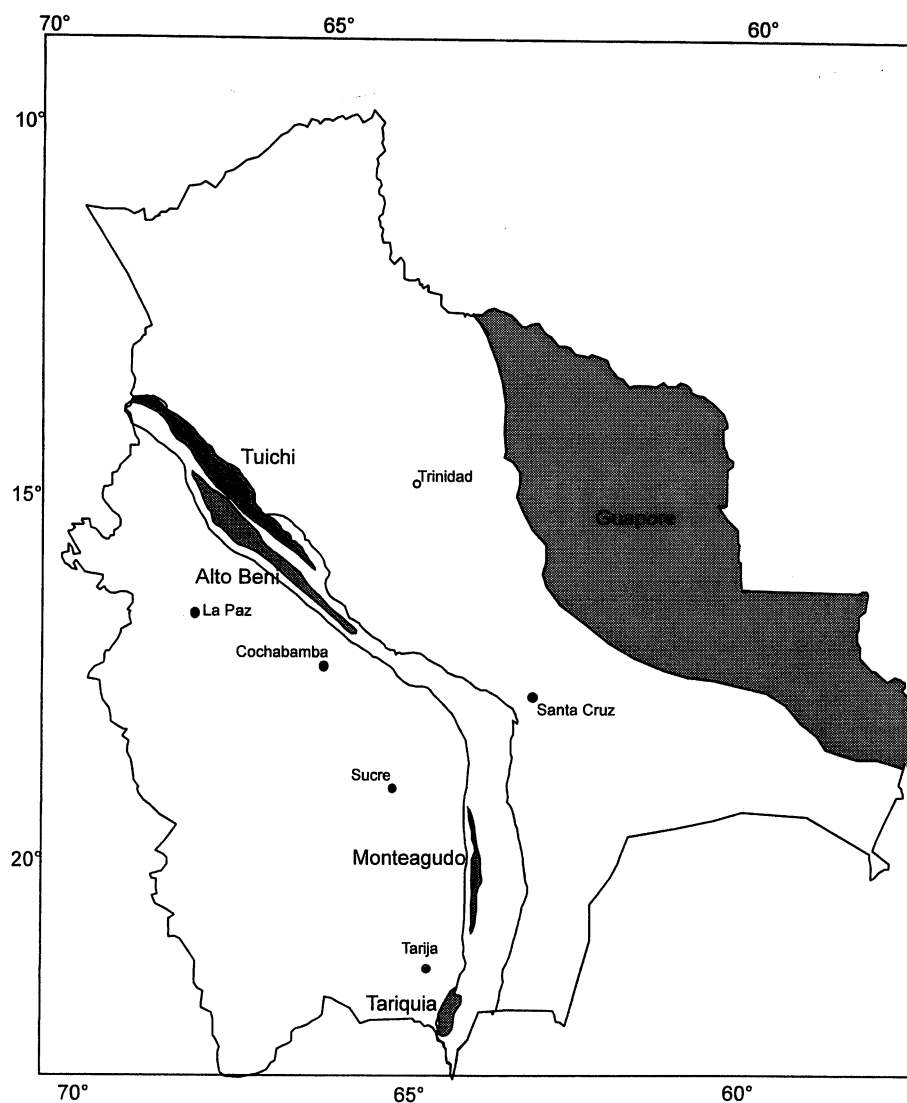 70°
65°
60°
10°
Tuichi
Trinidad
15°
Guapore
Alto Beni
La Paz
Cochabamba
Santa Cruz
Sucre
Monteagudo
20°
Tarija
Tariquia
70°
65°
60°